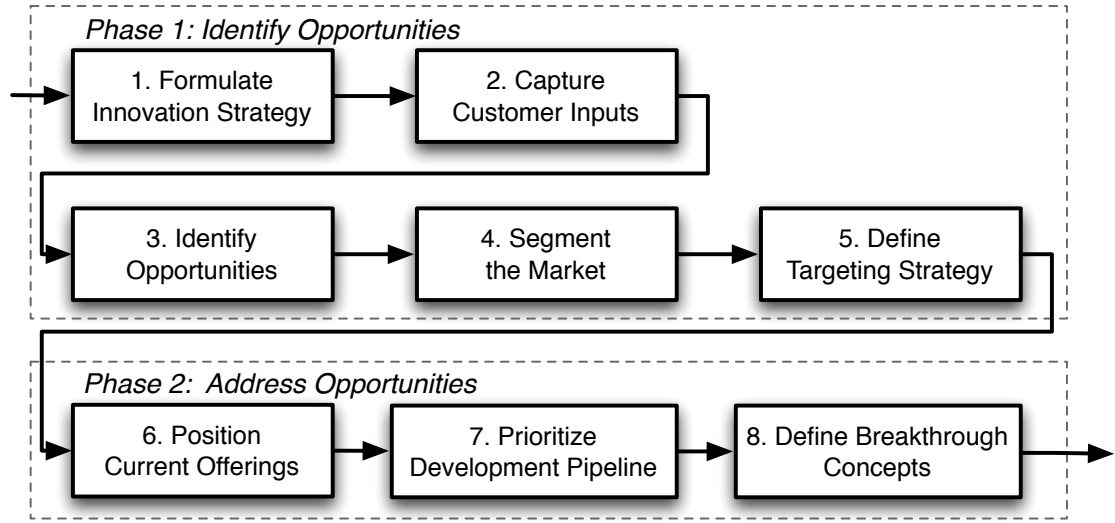 Phase 1: Identify Opportunities
1. Formulate
Innovation Strategy
2. Capture
Customer Inputs
3. Identify
Opportunities
4. Segment
the Market
5. Define
Targeting Strategy
Phase 2:  Address Opportunities
6. Position
Current Offerings
7. Prioritize
Development Pipeline
8. Define Breakthrough
Concepts